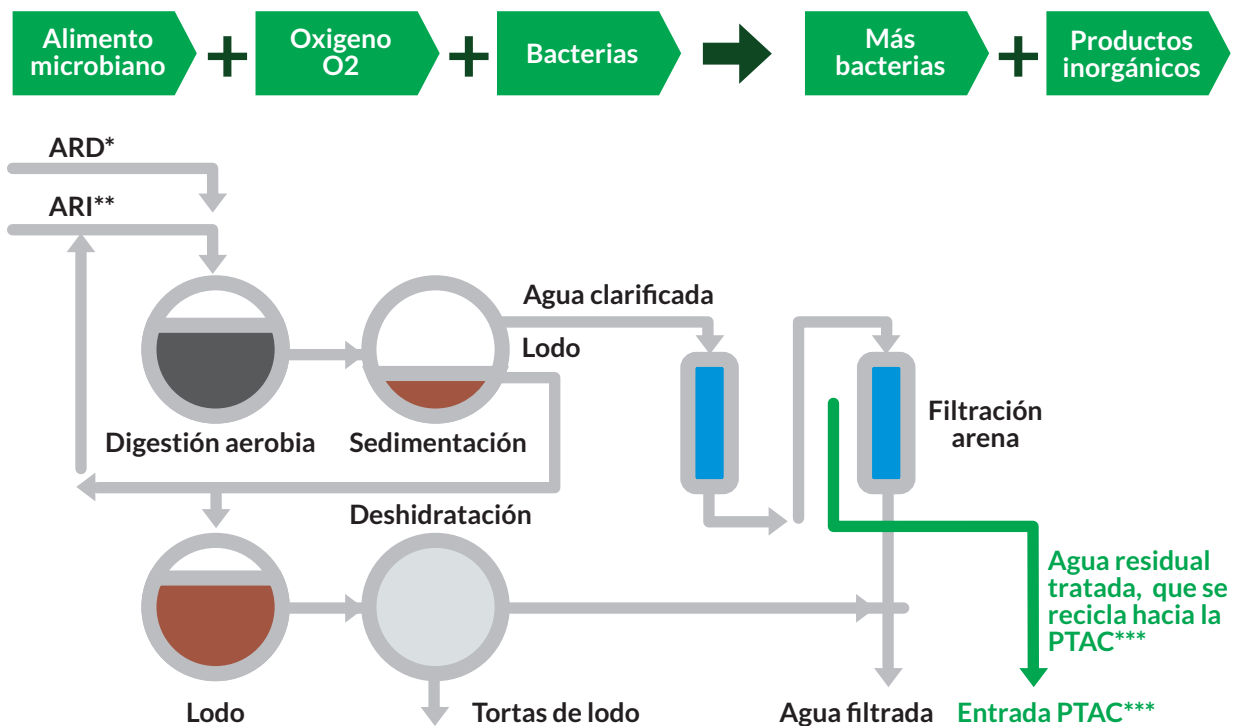 Alimento
microbiano
Oxigeno
O2
Bacterias
Más
bacterias
Productos
inorgánicos
ARD*
ARI**
Agua clarificada
Lodo
Digestión aerobia
Sedimentación
Filtración
arena
Deshidratación
Agua residual
tratada, que se
recicla hacia la
PTAC***
Lodo
Tortas de lodo
Agua filtrada
Entrada PTAC***